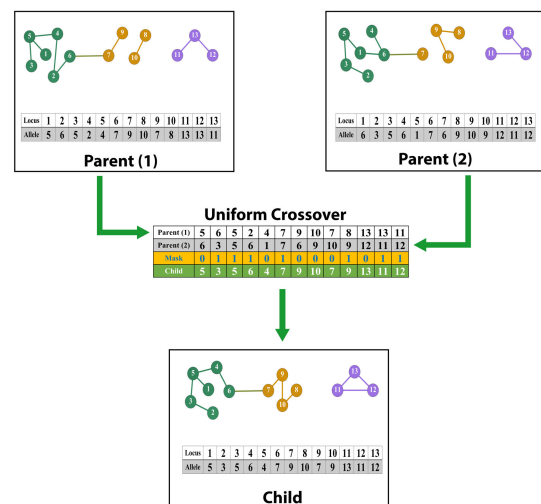 9
5 4 8 13
1 6 7
3 10 11 12
2
Locus 1 2 3 4 5 6 7 8 9 10 11 12 13
Allele 5 6 5 2 4 7 9 10 7 8 13 13 11
Parent (1)
4 9 8 13
5 1 6 7 10 11 12
3 2
Locus 1 2 3 4 5 6 7 8 9 10 11 12 13
Allele 6 3 5 6 1 7 6 9 10 9 12 11 12
Parent (2)
Uniform Crossover
Parent (1) 5 6 5 2 4 7 9 10 7 8 13 13 11
Parent (2) 6 3 5 6 1 7 6 9 10 9 12 11 12
Mask 0 1 1 1 0 1 0 0 0 1 0 1 1
Child 5 3 5 6 4 7 9 10 7 9 13 11 12
4 9 13
5 1 6 7 8 11 12
3 2 10
Locus 1 2 3 4 5 6 7 8 9 10 11 12 13
Allele 5 3 5 6 4 7 9 10 7 9 13 11 12
Child